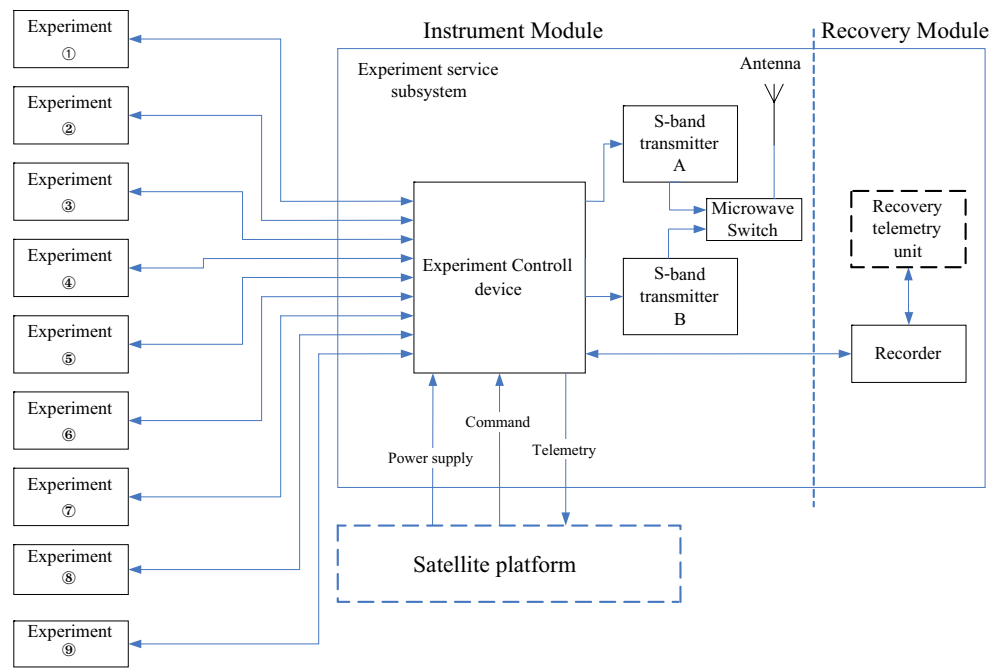 Instrument Module
Recovery Module
Experiment
①
Experiment
②
Experiment
③
Experiment
④
Experiment
⑤
Experiment
⑥
Experiment
⑦
Experiment
⑧
Experiment
⑨
Experiment service
subsystem
Antenna
S-band
transmitter
A
Microwave
Switch
Experiment Controll
device
S-band
transmitter
B
Recovery
telemetry
unit
Recorder
Power supply
Command
Telemetry
Satellite platform